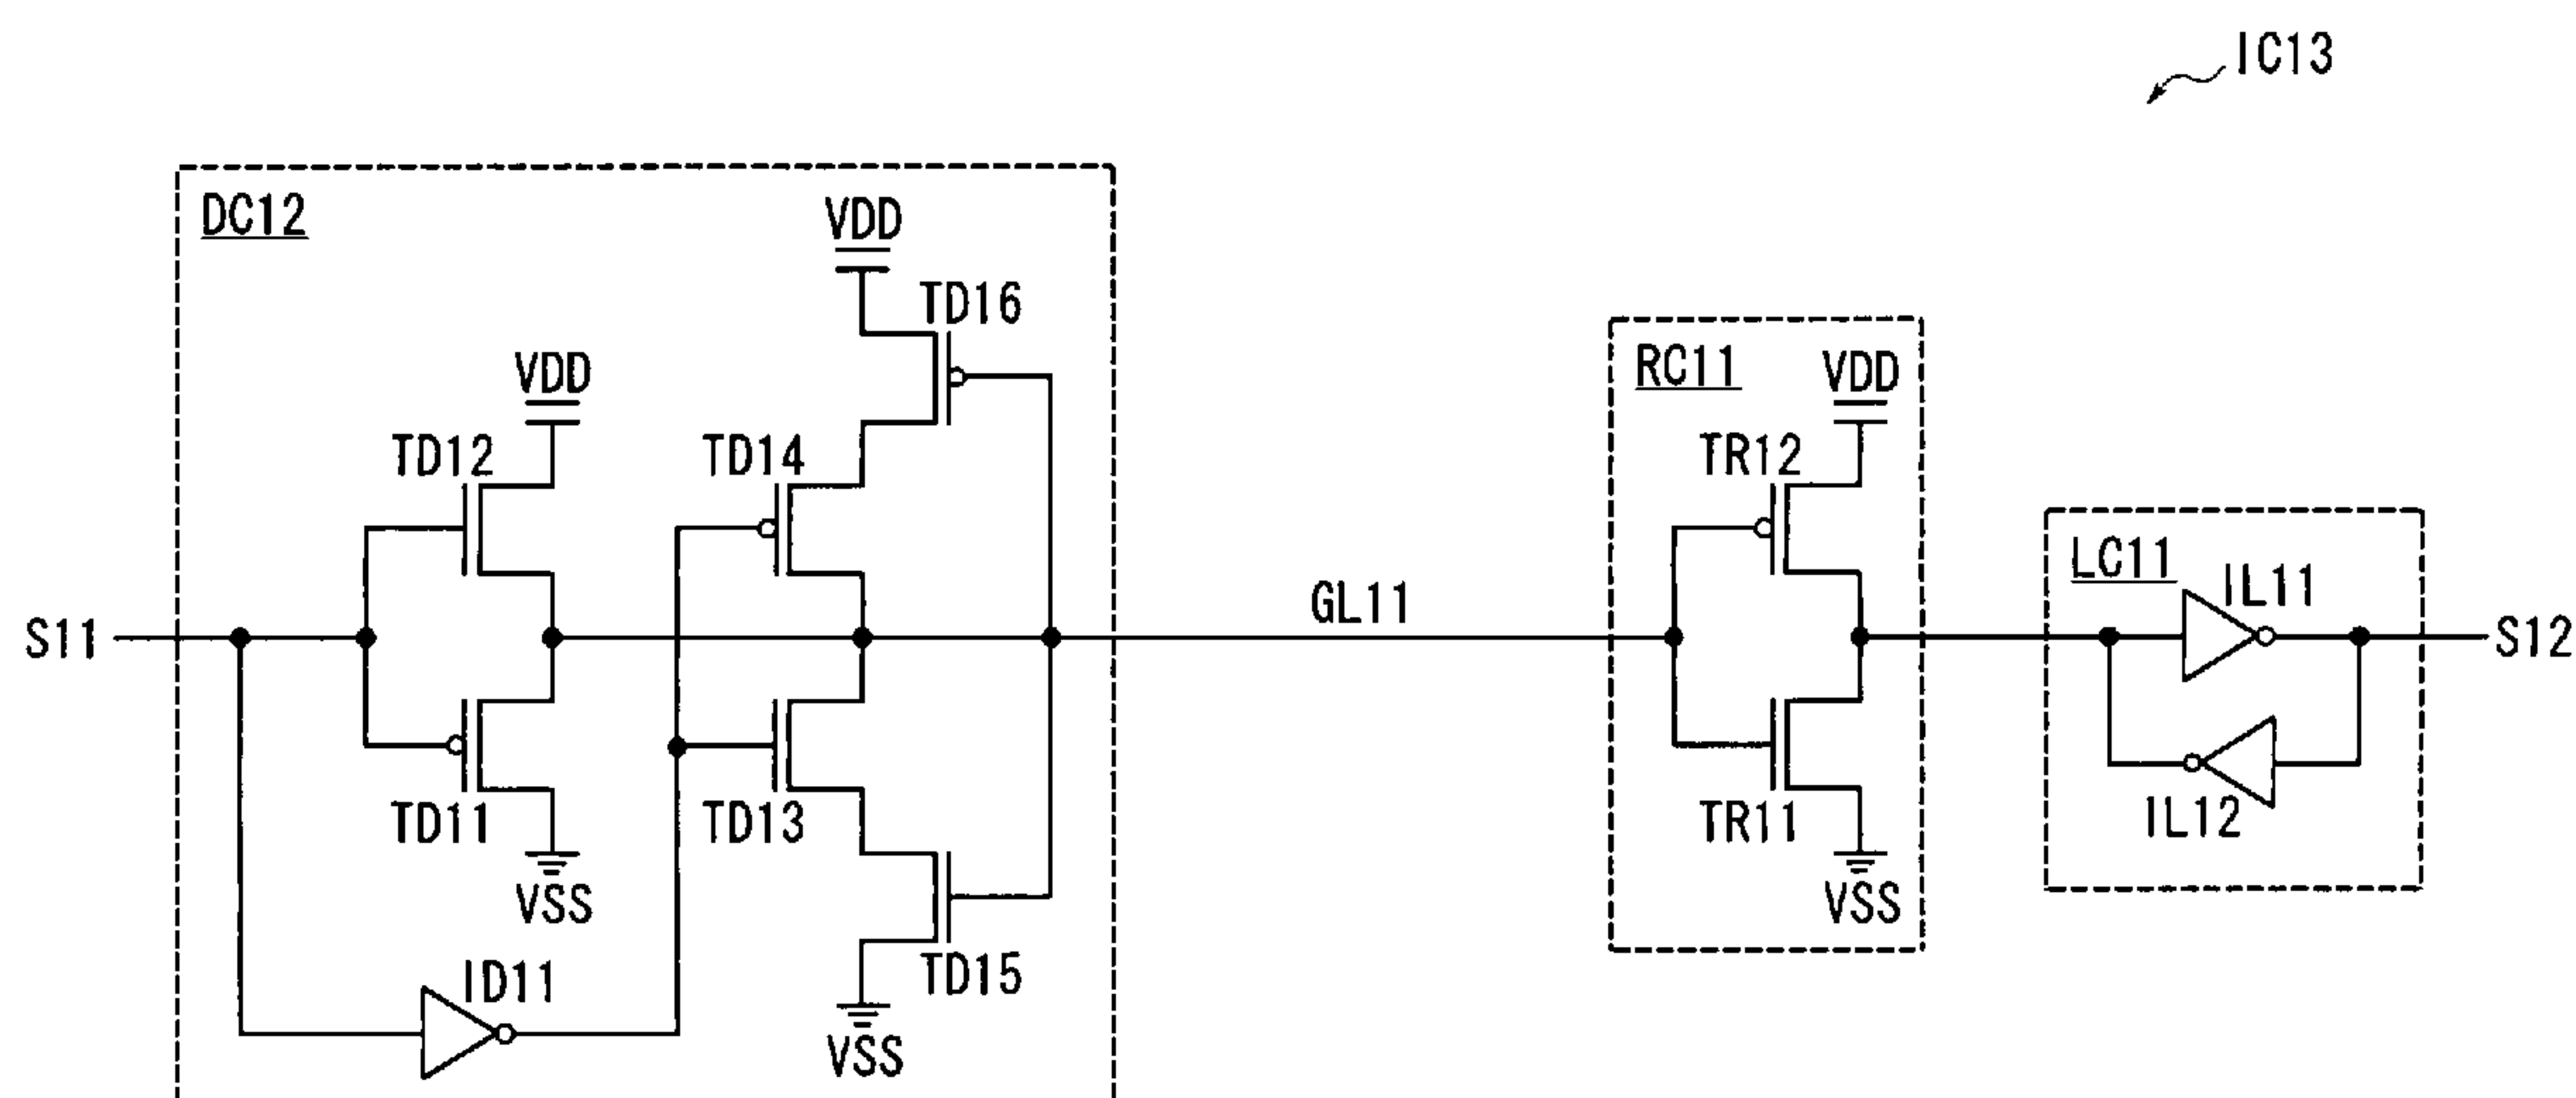 IC13
DC12
VDD
TD16
VDD
TD12
TD14
RC11
VDD
TR12
S11
GL11
LC11
IL11
S12
TD11
TD13
TR11
IL12
VSS
VSS
ID11
TD15
VSS